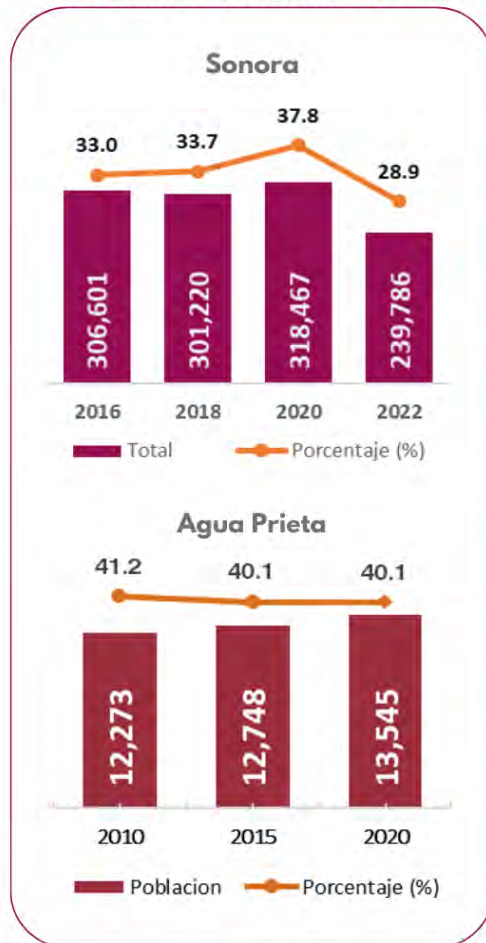 Sonora
33.0 33.7 37.8 28.9
306,601 301,220 318,467 239,786
2016 2018 2020 2022
Total Porcentaje (%)
Agua Prieta
41.2 40.1 40.1
12,273 12,748 13,545
2010 2015 2020
Poblacion Porcentaje (%)